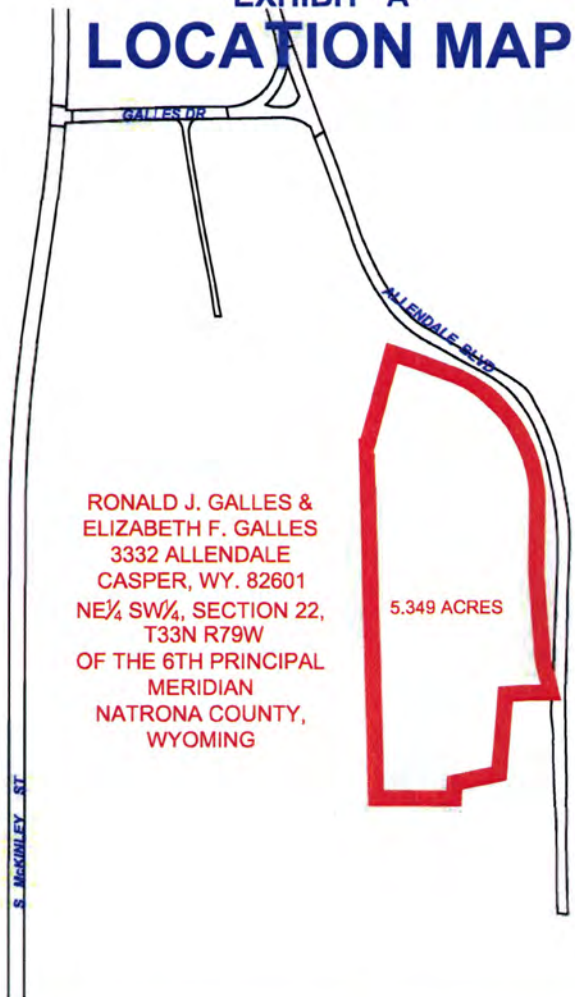 EXHIBIT "A"
LOCATION MAP
GALLES DR
ALLENDALE BLVD
RONALD J. GALLES &
ELIZABETH F. GALLES
3332 ALLENDALE
CASPER, WY. 82601
NE¼ SW¼, SECTION 22,
T33N R79W
OF THE 6TH PRINCIPAL
MERIDIAN
NATRONA COUNTY,
WYOMING
5.349 ACRES
S McKINLEY ST